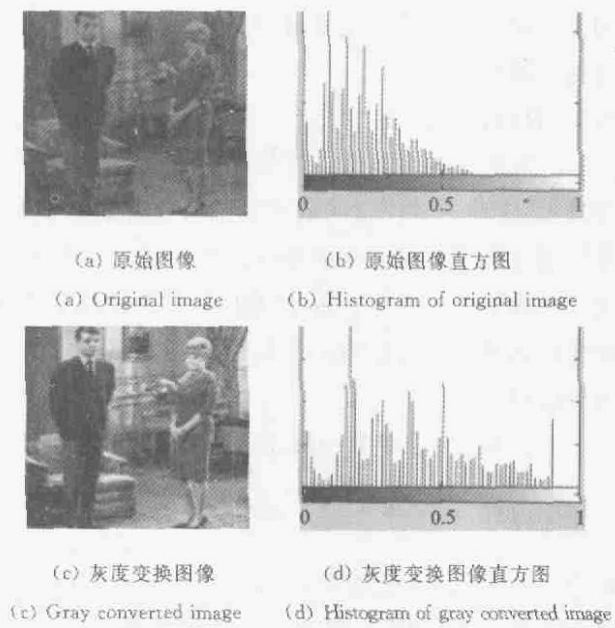 0 0.5 1
(a) 原始图像 (b) 原始图像直方图
(a) Original image (b) Histogram of original image
0 0.5 1
(c) 灰度变换图像 (d) 灰度变换图像直方图
(c) Gray converted image (d) Histogram of gray converted image